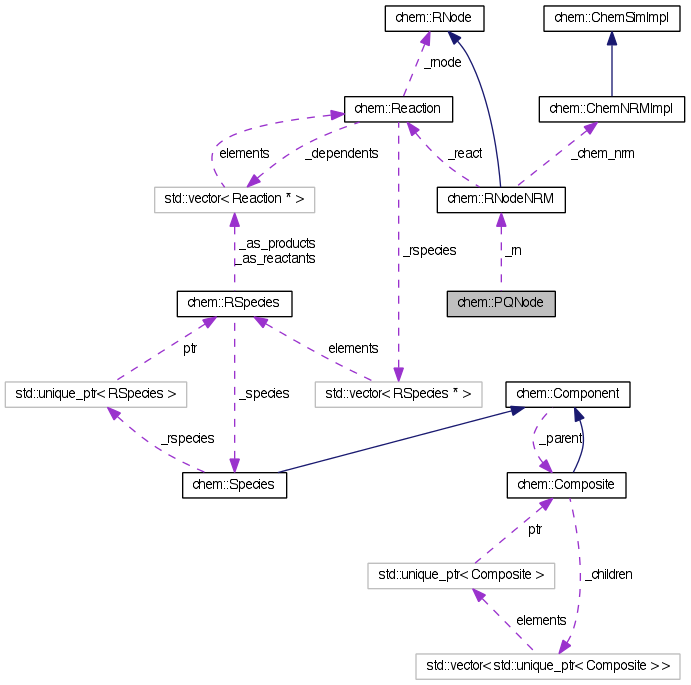 chem::RNode
chem::ChemSimImpl
_rnode
chem::Reaction
chem::ChemNRMImpl
elements
_dependents
_react
_chem_nrm
std::vector< Reaction * >
chem::RNodeNRM
_as_products
_as_reactants
_rspecies
_rn
chem::RSpecies
chem::PQNode
ptr
elements
std::unique_ptr< RSpecies >
_species
std::vector< RSpecies * >
chem::Component
_rspecies
_parent
chem::Species
chem::Composite
ptr
std::unique_ptr< Composite >
_children
elements
std::vector< std::unique_ptr< Composite > >